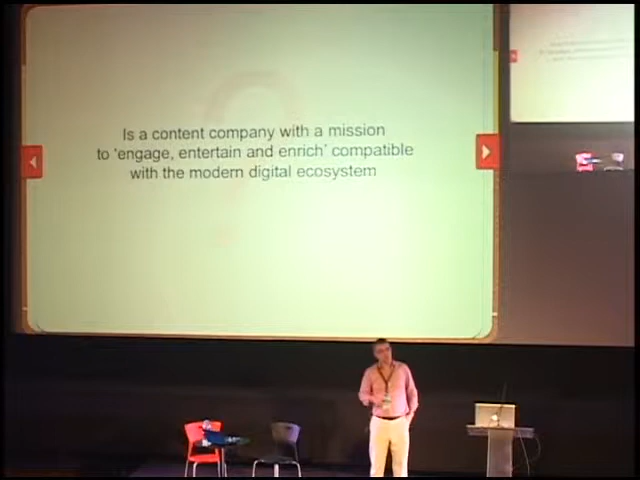 Is a content company with a mission
to 'engage, entertain and enrich' compatible
with the modern digital ecosystem